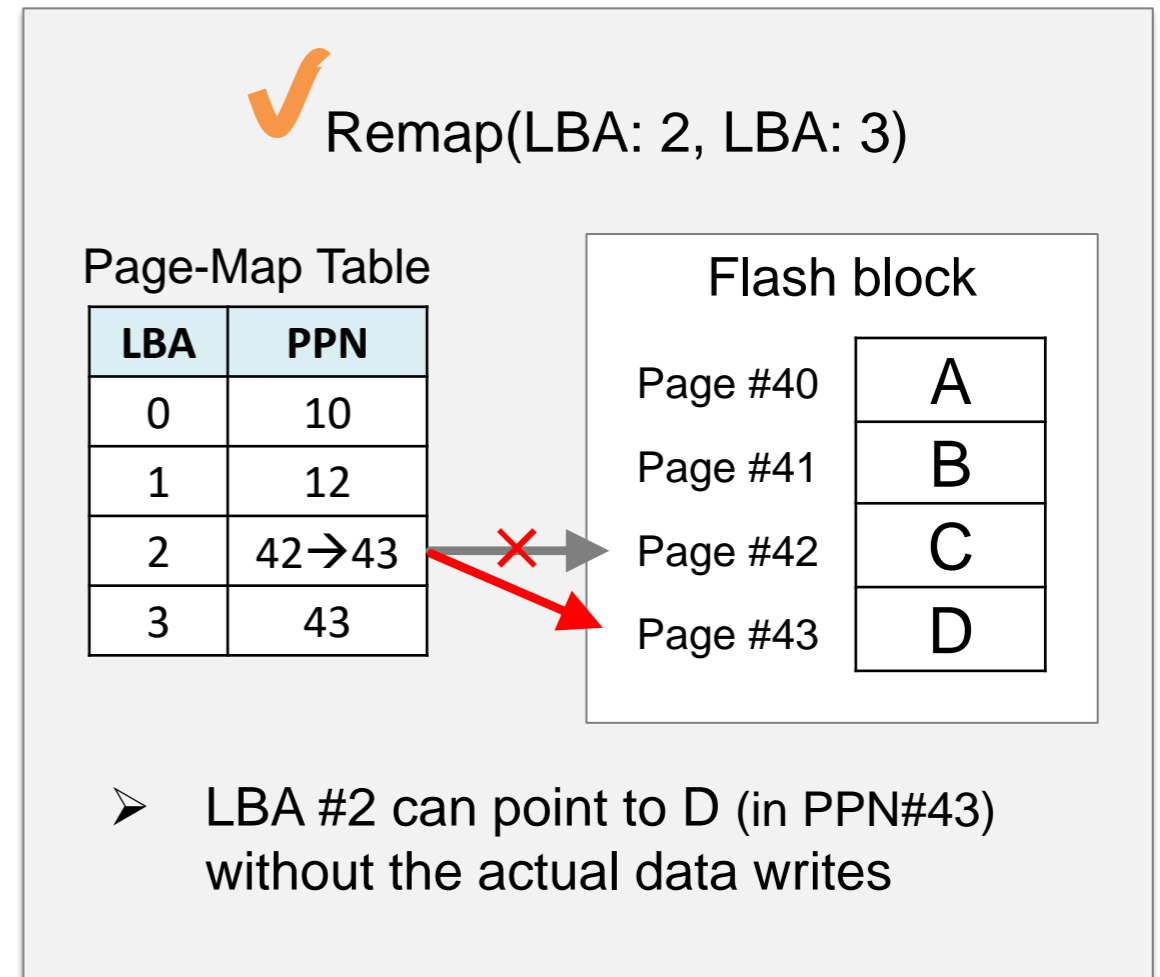 Remap(LBA: 2, LBA: 3)
Page-Map Table
LBA PPN
0 10
1 12
2 42→43
3 43
Flash block
Page #40 A
Page #41 B
Page #42 C
Page #43 D
➢ LBA #2 can point to D (in PPN#43)
without the actual data writes